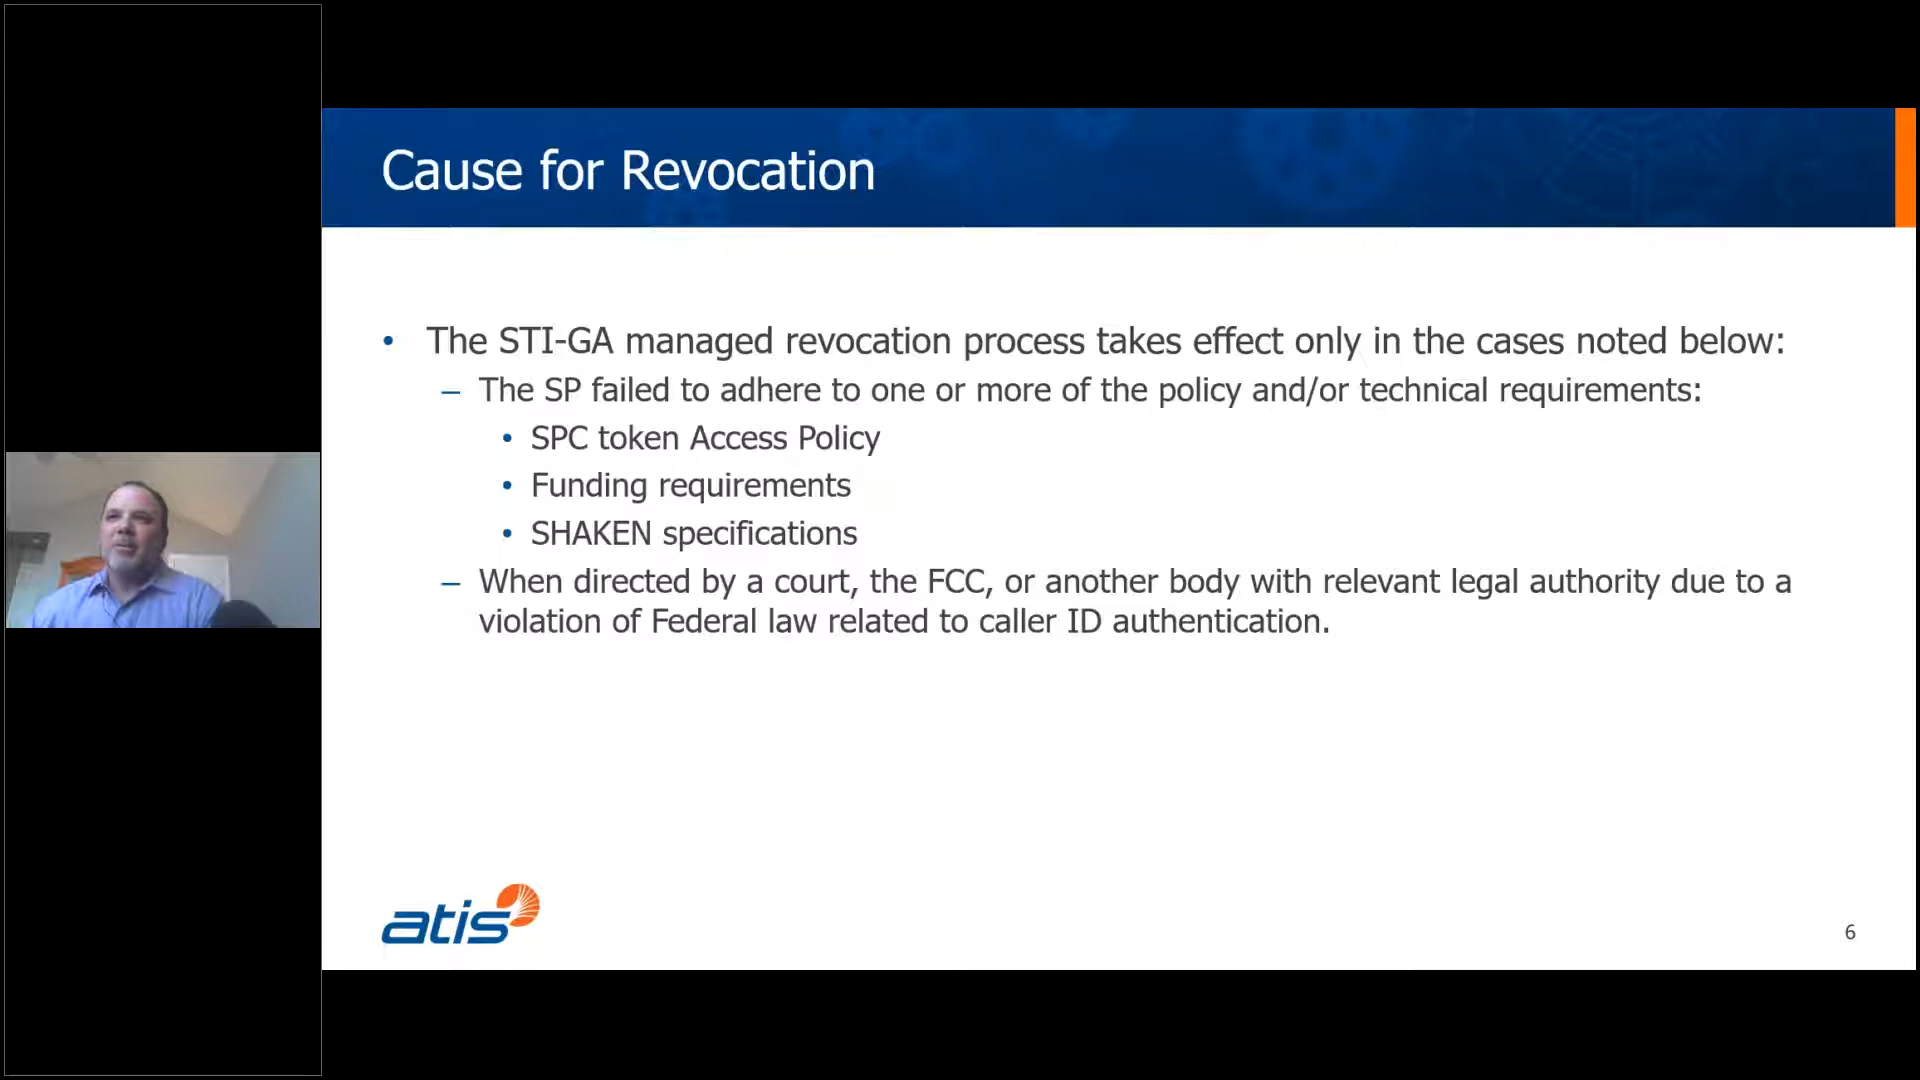 Cause for Revocation
• The STI-GA managed revocation process takes effect only in the cases noted below:
– The SP failed to adhere to one or more of the policy and/or technical requirements:
• SPC token Access Policy
• Funding requirements
• SHAKEN specifications
– When directed by a court, the FCC, or another body with relevant legal authority due to a
violation of Federal law related to caller ID authentication.
atis
6